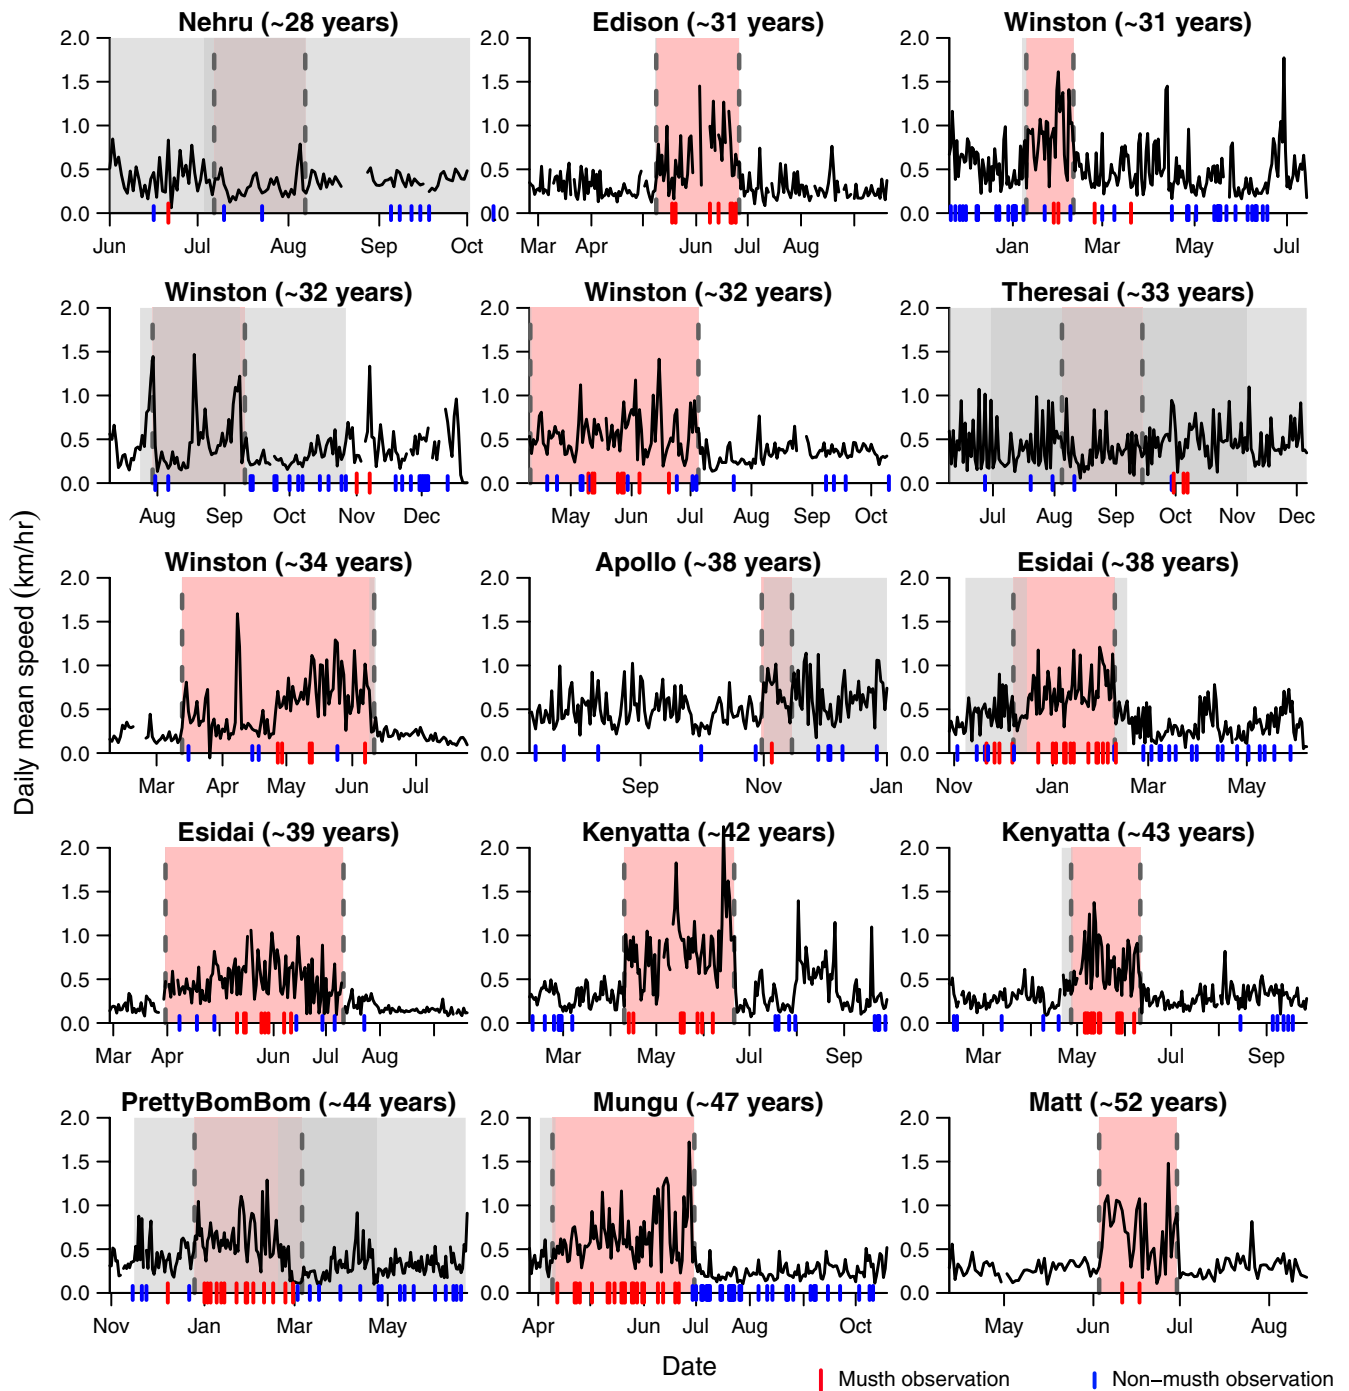 Nehru (~28 years)
Edison (~31 years)
Winston (~31 years)
2.0
1.5
1.0
0.5
0.0
Jun Jul Aug Sep Oct
2.0
1.5
1.0
0.5
0.0
Mar Apr Jun Jul Aug
2.0
1.5
1.0
0.5
0.0
Jan Mar May Jul
Winston (~32 years)
Winston (~32 years)
Theresai (~33 years)
2.0
1.5
1.0
0.5
0.0
Aug Sep Oct Nov Dec
2.0
1.5
1.0
0.5
0.0
May Jun Jul Aug Sep Oct
2.0
1.5
1.0
0.5
0.0
Jul Aug Sep Oct Nov Dec
Daily mean speed (km/hr)
Winston (~34 years)
Apollo (~38 years)
Esidai (~38 years)
2.0
1.5
1.0
0.5
0.0
Mar Apr May Jun Jul
2.0
1.5
1.0
0.5
0.0
Sep Nov Jan
2.0
1.5
1.0
0.5
0.0
Nov Jan Mar May
Esidai (~39 years)
Kenyatta (~42 years)
Kenyatta (~43 years)
2.0
1.5
1.0
0.5
0.0
Mar Apr Jun Jul Aug
2.0
1.5
1.0
0.5
0.0
Mar May Jul Sep
2.0
1.5
1.0
0.5
0.0
Mar May Jul Sep
PrettyBomBom (~44 years)
Mungu (~47 years)
Matt (~52 years)
2.0
1.5
1.0
0.5
0.0
Nov Jan Mar May
2.0
1.5
1.0
0.5
0.0
Apr Jun Jul Aug Oct
2.0
1.5
1.0
0.5
0.0
May Jun Jul Aug
Date
Musth observation
Non−musth observation